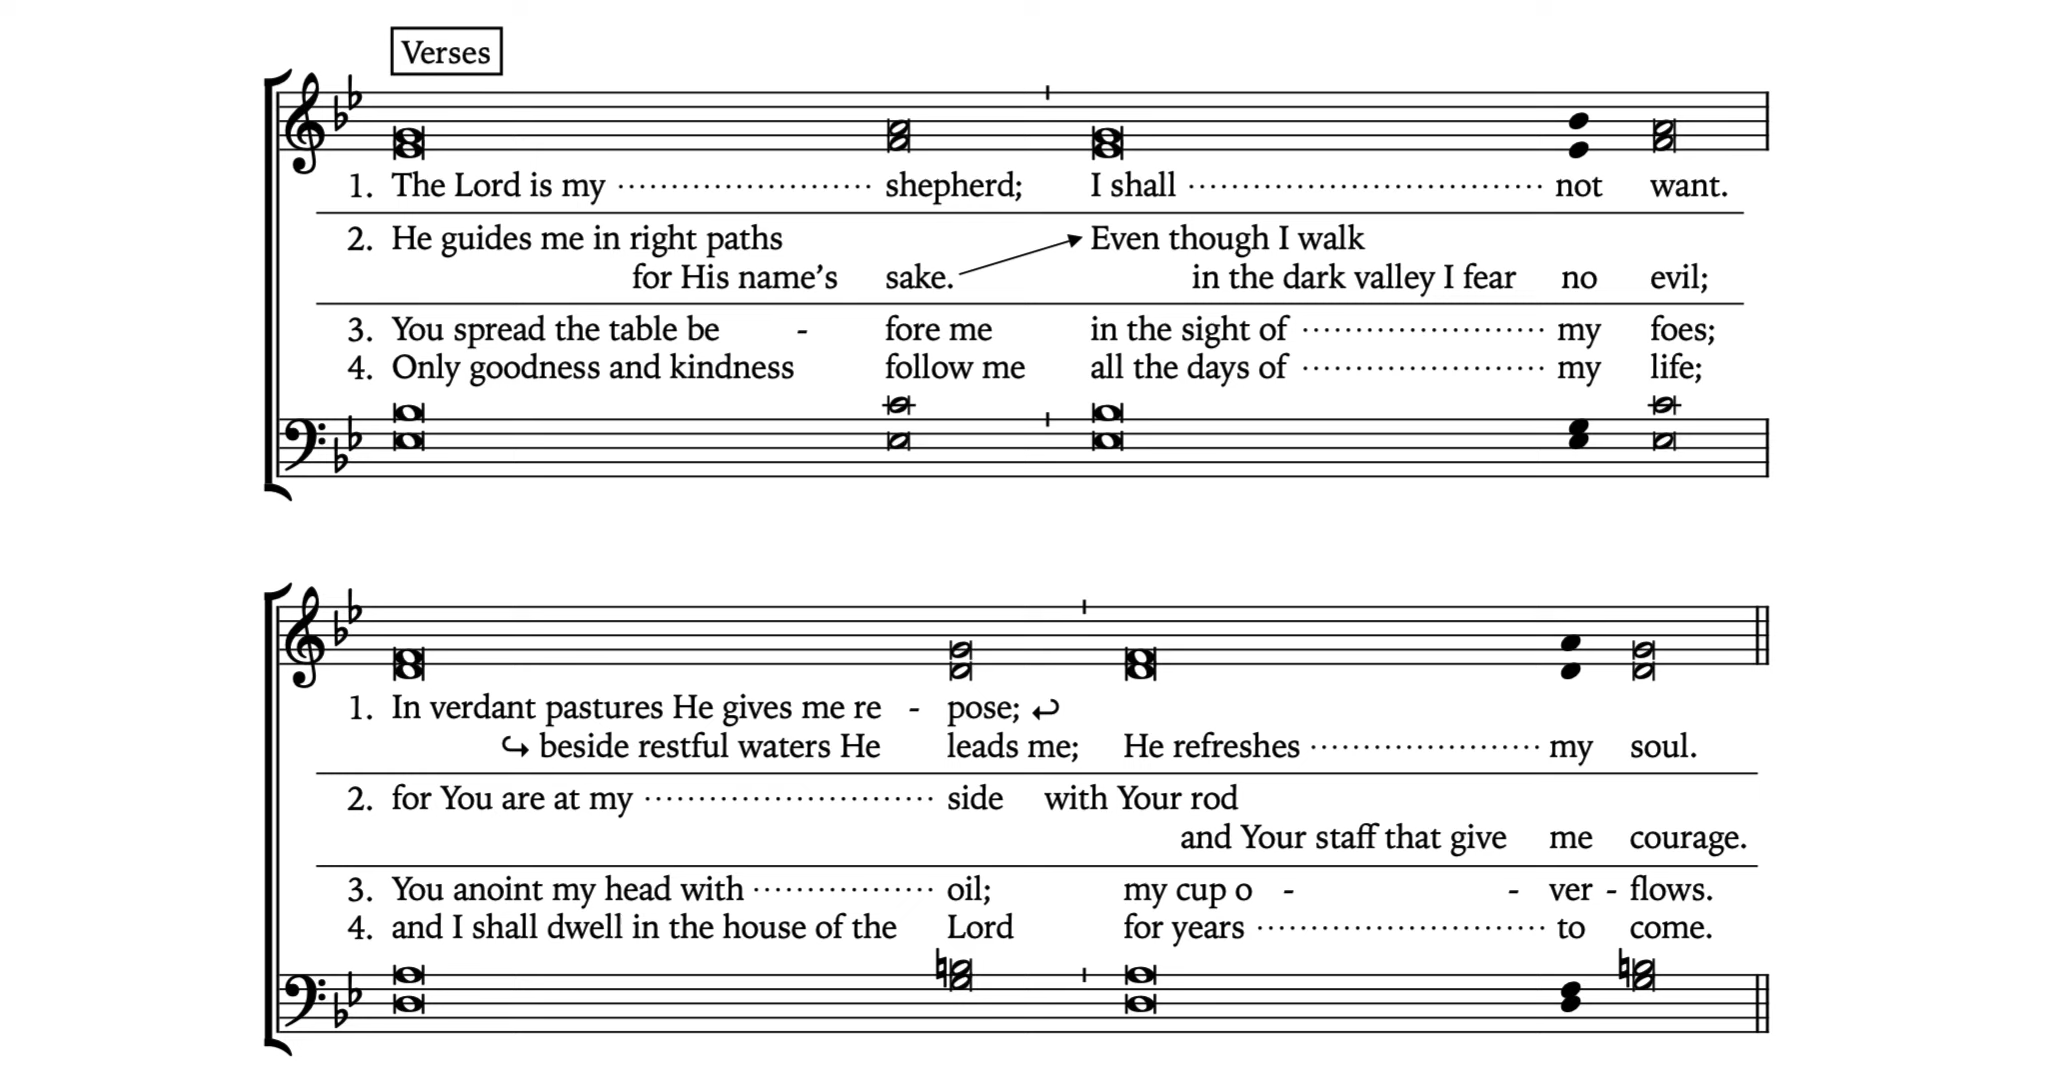 Verses
1. The Lord is my ........................ shepherd; I shall ................................. not want.
2. He guides me in right paths Even though I walk
for His name’s sake. in the dark valley I fear no evil;
3. You spread the table be - fore me in the sight of ....................... my foes;
4. Only goodness and kindness follow me all the days of ....................... my life;
1. In verdant pastures He gives me re - pose; ↩
↪ beside restful waters He leads me; He refreshes ...................... my soul.
2. for You are at my ........................... side with Your rod
and Your staff that give me courage.
3. You anoint my head with ................. oil; my cup o - - ver - flows.
4. and I shall dwell in the house of the Lord for years ........................... to come.